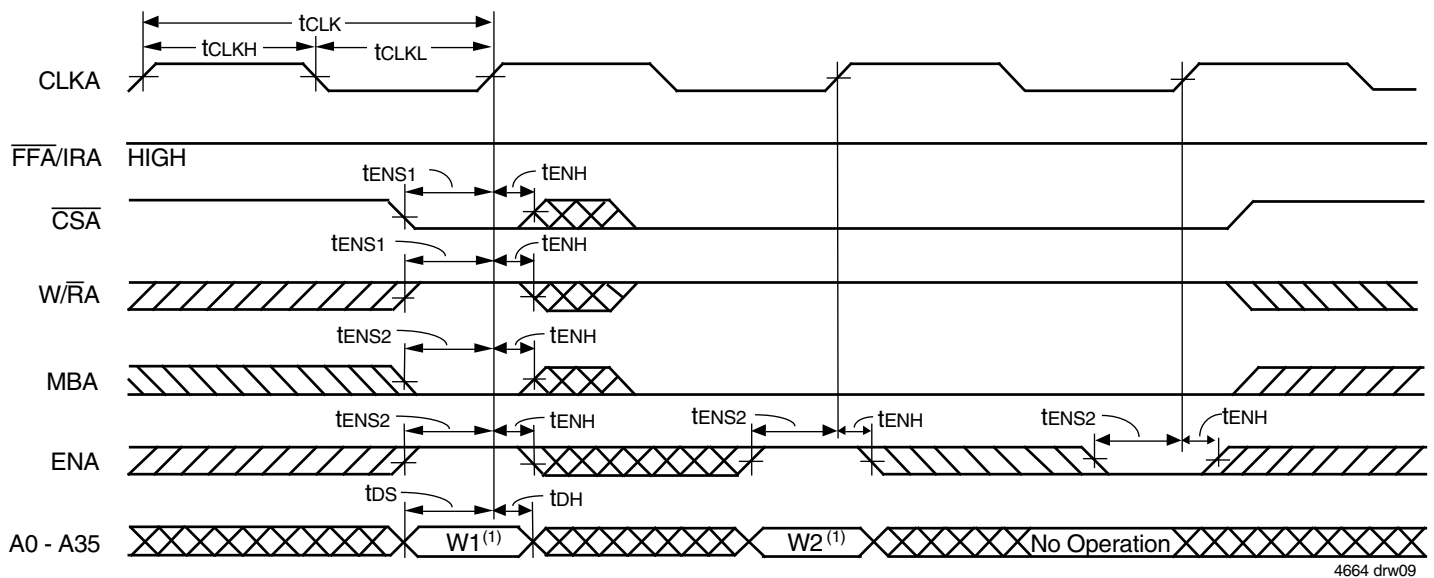 tCLK
tCLKH tCLKL
CLKA
FFA/IRA HIGH
tENS1 tENH
CSA
tENS1 tENH
W/RA
tENS2 tENH
MBA
tENS2 tENH tENS2 tENH tENS2 tENH
ENA
tDS tDH
A0 - A35 W1(1) W2(1) No Operation
4664 drw09